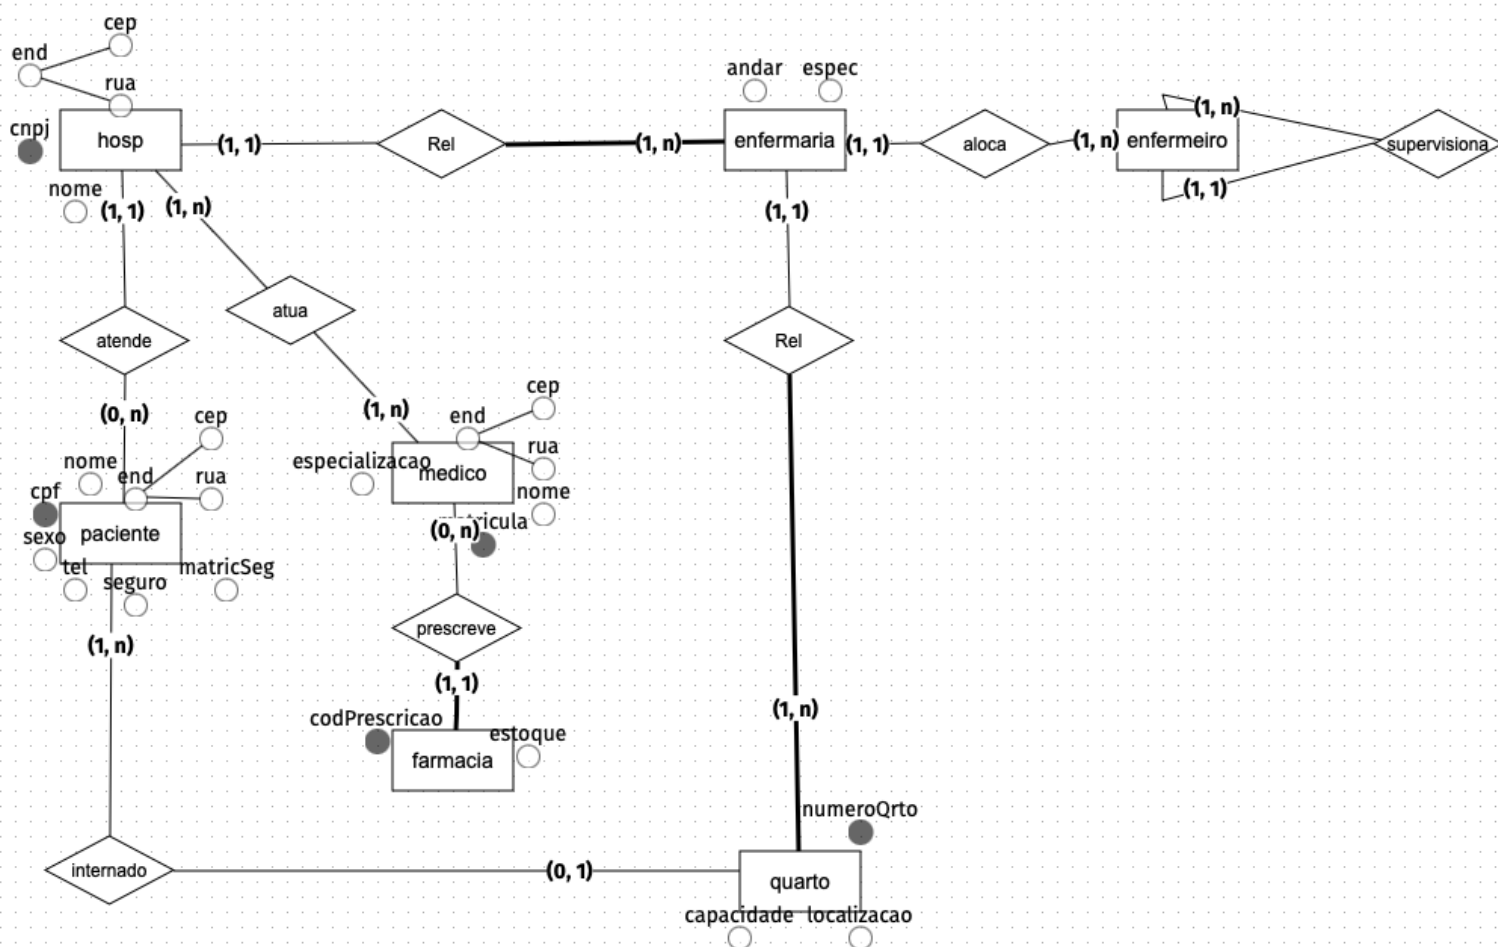 cep
end
rua
andar espec
cnpj
hosp
(1, 1)
Rel
(1, n)
enfermaria
(1, 1)
aloca
(1, n)
enfermeiro
(1, n)
supervisiona
(1, 1)
nome
(1, 1)
(1, n)
(1, 1)
atua
atende
Rel
(0, n)
(1, n)
cep
end
rua
nome
cep
end
rua
cpf
paciente
sexo
tel
seguro
matricSeg
especializacao
medico
nome
(0, n)
(1, n)
prescreve
(1, 1)
codPrescricao
estoque
farmacia
(1, n)
numeroQrto
internado
(0, 1)
quarto
capacidade localizacao